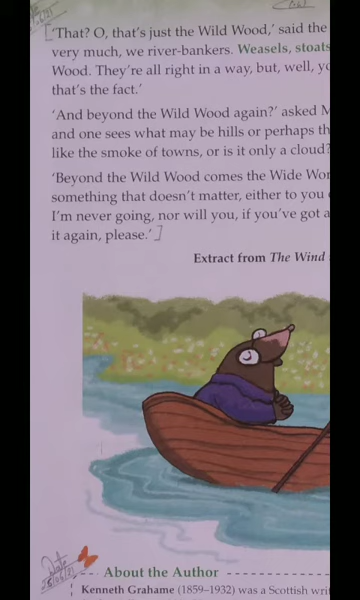 ['That? O, that's just the Wild Wood,' said the
very much, we river-bankers. Weasels, stoats
Wood. They're all right in a way, but, well,
that's the fact.'
'And beyond the Wild Wood again?' asked M
and one sees what may be hills or perhaps th
like the smoke of towns, or is it only a cloud?
'Beyond the Wild Wood comes the Wide Wor
something that doesn't matter, either to you
I'm never going, nor will you, if you've got a
it again, please.']
Extract from The Wind
Date
About the Author
Kenneth Grahame (1859–1932) was a Scottish writ